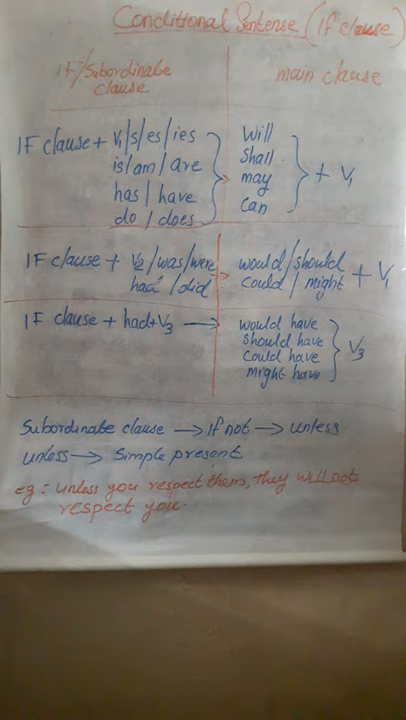 Conditional Sentense (If clause)
IF/Subordinate clause
main clause
IF clause + V1/s/es/ies
is/am/are
has/have
do/does
Will
Shall
may
can
+ V1
IF clause + V2/was/were
had/did
would/should
could/might
+ V1
IF clause + had+V3 →
would have
should have
could have
might have
V3
Subordinate clause → If not → unless
unless → Simple present
eg:- unless you respect them, they will not
respect you.